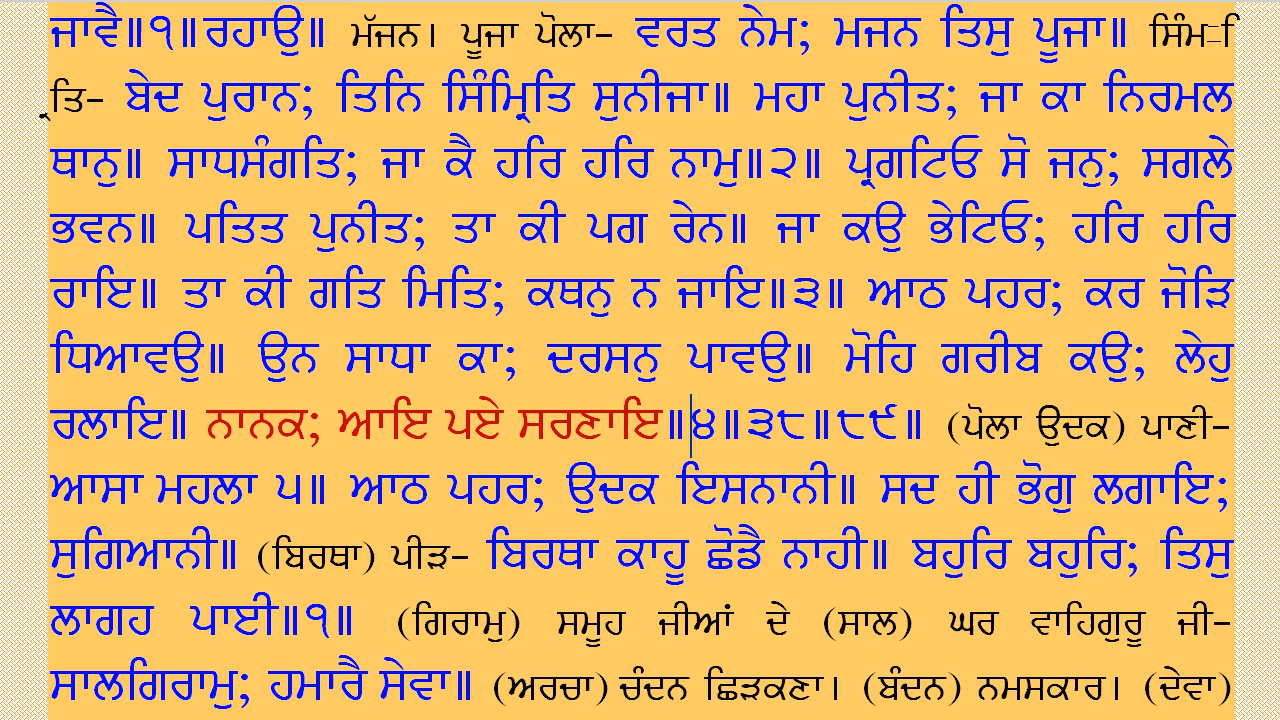 ਜਾਵੈ॥੧॥ਰਹਾਉ॥ ਮੱਜਨ। ਪੂਜਾ ਪੋਲਾ– ਵਰਤ ਨੇਮ; ਮਜਨ ਤਿਸੁ ਪੂਜਾ॥ ਸਿੰਮ
ਤਿ– ਬੇਦ ਪੁਰਾਨ; ਤਿਨਿ ਸਿੰਮ੍ਰਿਤਿ ਸੁਨੀਜਾ॥ ਮਹਾ ਪੁਨੀਤ; ਜਾ ਕਾ ਨਿਰਮਲ
ਥਾਨੁ॥ ਸਾਧਸੰਗਤਿ; ਜਾ ਕੈ ਹਰਿ ਹਰਿ ਨਾਮੁ॥੨॥ ਪ੍ਰਗਟਿਓ ਸੋ ਜਨੁ; ਸਗਲੇ
ਭਵਨ॥ ਪਤਿਤ ਪੁਨੀਤ; ਤਾ ਕੀ ਪਗ ਰੇਨ॥ ਜਾ ਕਉ ਭੇਟਿਓ; ਹਰਿ ਹਰਿ
ਰਾਇ॥ ਤਾ ਕੀ ਗਤਿ ਮਿਤਿ; ਕਥਨੁ ਨ ਜਾਇ॥੩॥ ਆਠ ਪਹਰ; ਕਰ ਜੋੜਿ
ਧਿਆਵਉ॥ ਉਨ ਸਾਧਾ ਕਾ; ਦਰਸਨੁ ਪਾਵਉ॥ ਮੋਹਿ ਗਰੀਬ ਕਉ; ਲੇਹੁ
ਰਲਾਇ॥ ਨਾਨਕ; ਆਇ ਪਏ ਸਰਣਾਇ॥੪॥੩੮॥੮੯॥ (ਪੋਲਾ ਉਦਕ) ਪਾਣੀ–
ਆਸਾ ਮਹਲਾ ੫॥ ਆਠ ਪਹਰ; ਉਦਕ ਇਸਨਾਨੀ॥ ਸਦ ਹੀ ਭੋਗੁ ਲਗਾਇ;
ਸੁਗਿਆਨੀ॥ (ਬਿਰਥਾ) ਪੀੜ– ਬਿਰਥਾ ਕਾਹੂ ਛੋਡੈ ਨਾਹੀ॥ ਬਹੁਰਿ ਬਹੁਰਿ; ਤਿਸੁ
ਲਾਗਹ ਪਾਈ॥੧॥ (ਗਿਰਾਮੁ) ਸਮੂਹ ਜੀਆਂ ਦੇ (ਸਾਲ) ਘਰ ਵਾਹਿਗੁਰੂ ਜੀ–
ਸਾਲਗਿਰਾਮੁ; ਹਮਾਰੈ ਸੇਵਾ॥ (ਅਰਚਾ) ਚੰਦਨ ਛਿੜਕਣਾ। (ਬੰਦਨ) ਨਮਸਕਾਰ। (ਦੇਵਾ)